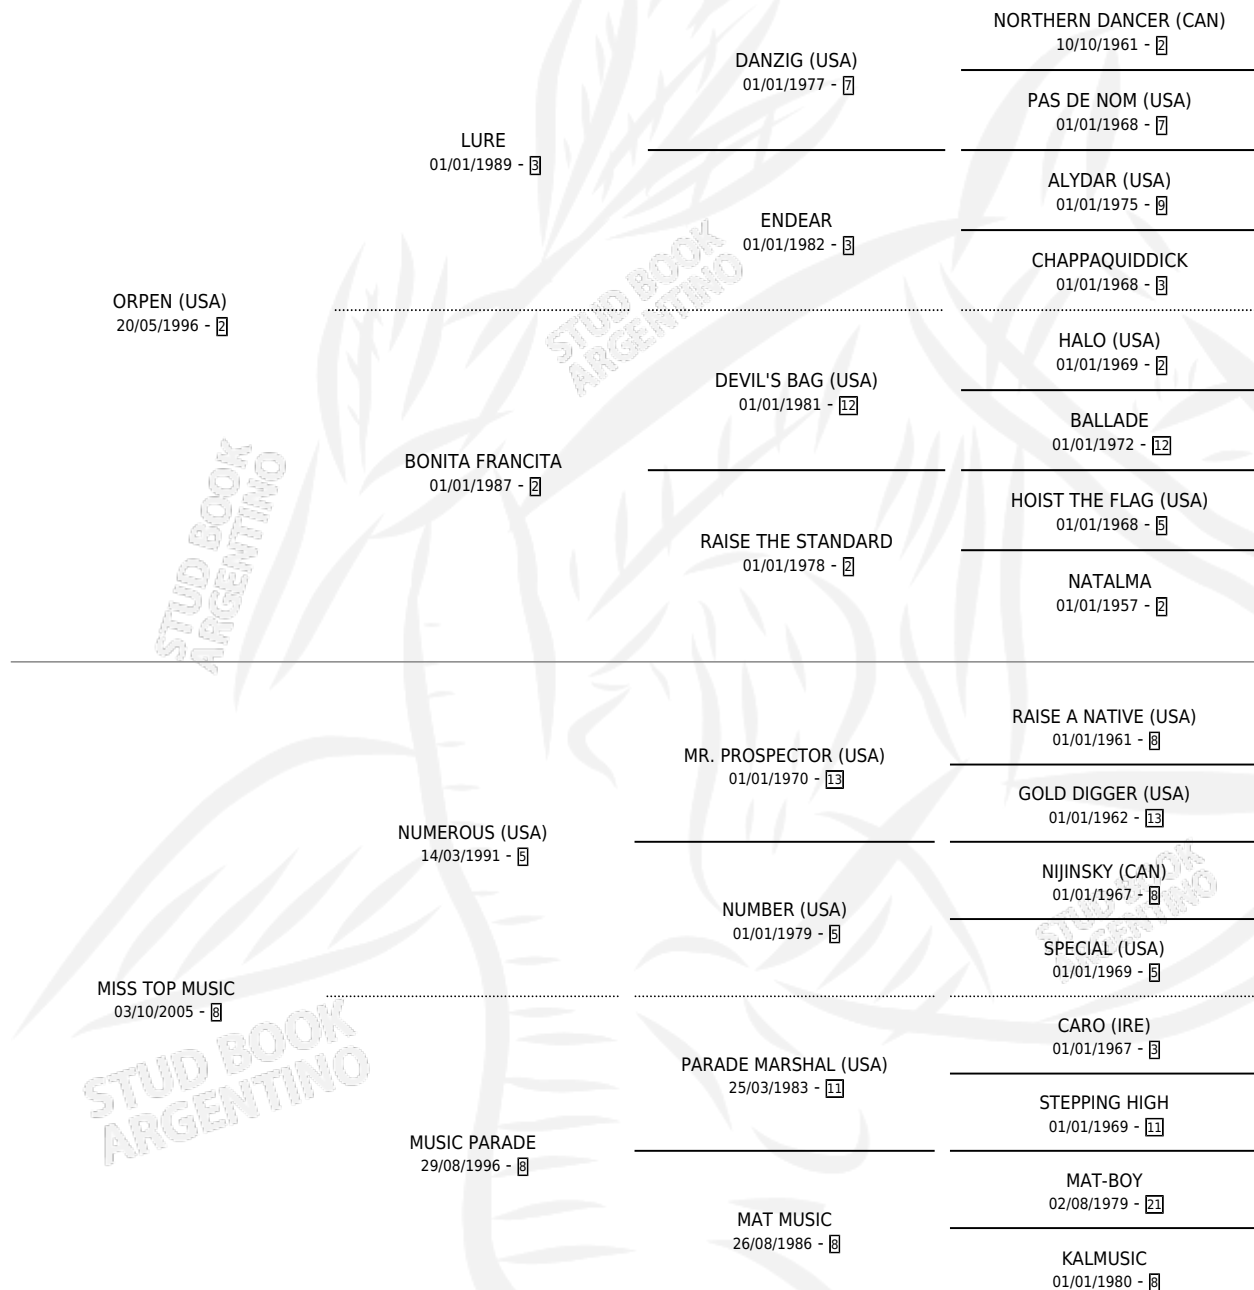 NORTHERN DANCER (CAN)
10/10/1961 - 2
DANZIG (USA)
01/01/1977 - 7
PAS DE NOM (USA)
01/01/1968 - 7
LURE
01/01/1989 - 3
ALYDAR (USA)
01/01/1975 - 9
ENDEAR
01/01/1982 - 3
CHAPPAQUIDDICK
01/01/1968 - 3
STUD BOOK
ARGENTINO
ORPEN (USA)
20/05/1996 - 2
HALO (USA)
01/01/1969 - 2
DEVIL'S BAG (USA)
01/01/1981 - 12
BALLADE
01/01/1972 - 12
BONITA FRANCITA
01/01/1987 - 2
HOIST THE FLAG (USA)
01/01/1968 - 5
RAISE THE STANDARD
01/01/1978 - 2
NATALMA
01/01/1957 - 2
STUD BOOK
ARGENTINO
RAISE A NATIVE (USA)
01/01/1961 - 8
MR. PROSPECTOR (USA)
01/01/1970 - 13
GOLD DIGGER (USA)
01/01/1962 - 13
NUMEROUS (USA)
14/03/1991 - 5
NIJINSKY (CAN)
01/01/1967 - 8
NUMBER (USA)
01/01/1979 - 5
SPECIAL (USA)
01/01/1969 - 5
STUD BOOK
ARGENTINO
MISS TOP MUSIC
03/10/2005 - 8
CARO (IRE)
01/01/1967 - 3
PARADE MARSHAL (USA)
25/03/1983 - 11
STEPPING HIGH
01/01/1969 - 11
STUD BOOK
ARGENTINO
MUSIC PARADE
29/08/1996 - 8
MAT-BOY
02/08/1979 - 21
MAT MUSIC
26/08/1986 - 8
KALMUSIC
01/01/1980 - 8